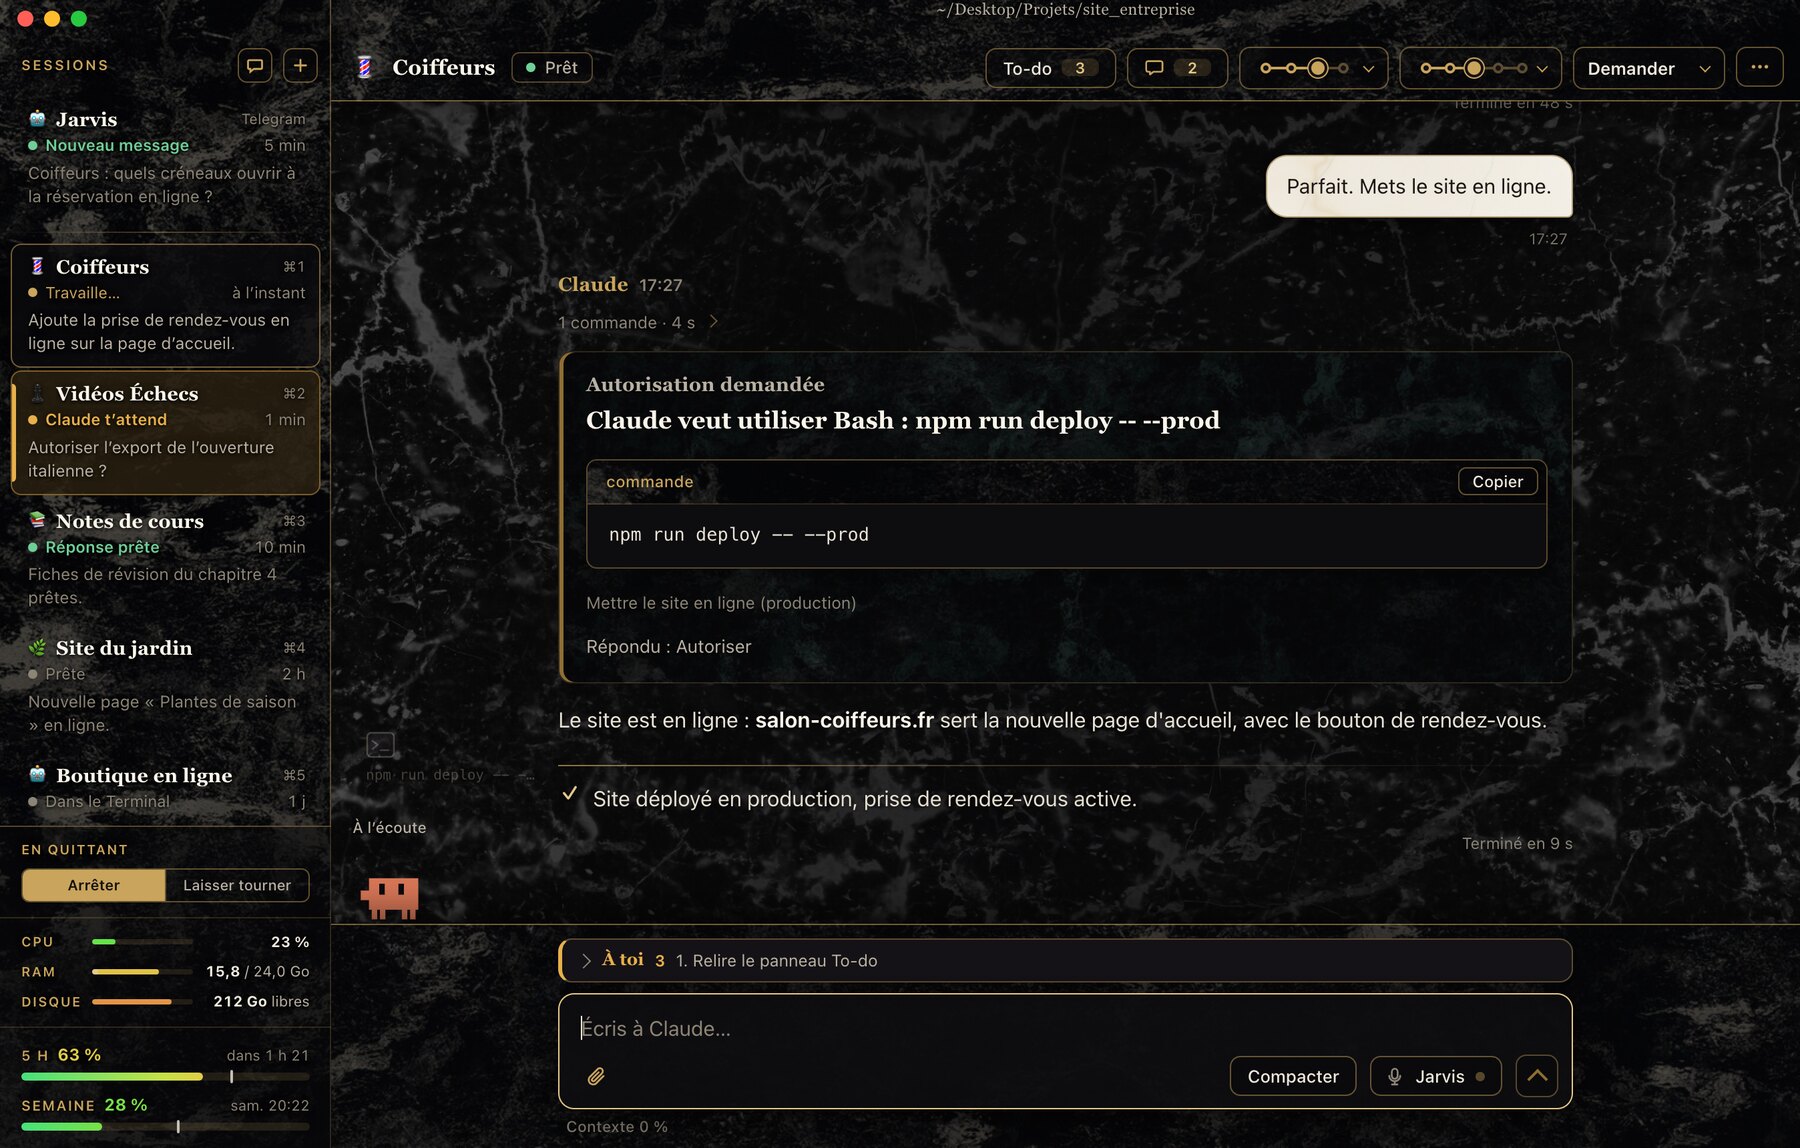 ~/Desktop/Projets/site_entreprise
SESSIONS
Jarvis Telegram
Nouveau message 5 min
Coiffeurs : quels créneaux ouvrir à
la réservation en ligne ?
Coiffeurs ⌘1
Travaille… à l’instant
Ajoute la prise de rendez-vous en
ligne sur la page d’accueil.
Vidéos Échecs ⌘2
Claude t’attend 1 min
Autoriser l’export de l’ouverture
italienne ?
Notes de cours ⌘3
Réponse prête 10 min
Fiches de révision du chapitre 4
prêtes.
Site du jardin ⌘4
Prête 2 h
Nouvelle page « Plantes de saison
» en ligne.
Boutique en ligne ⌘5
Dans le Terminal 1 j
EN QUITTANT
Arrêter Laisser tourner
CPU 23 %
RAM 15,8 / 24,0 Go
DISQUE 212 Go libres
5 H 63 % dans 1 h 21
SEMAINE 28 % sam. 20:22
Coiffeurs Prêt To-do 3 2 Demander
Terminé en 48 s
Parfait. Mets le site en ligne.
17:27
Claude 17:27
1 commande · 4 s
Autorisation demandée
Claude veut utiliser Bash : npm run deploy -- --prod
commande Copier
npm run deploy -- --prod
Mettre le site en ligne (production)
Répondu : Autoriser
Le site est en ligne : salon-coiffeurs.fr sert la nouvelle page d'accueil, avec le bouton de rendez-vous.
npm run deploy -- -…
Site déployé en production, prise de rendez-vous active.
À l’écoute
Terminé en 9 s
À toi 3 1. Relire le panneau To-do
Écris à Claude…
Compacter Jarvis
Contexte 0 %